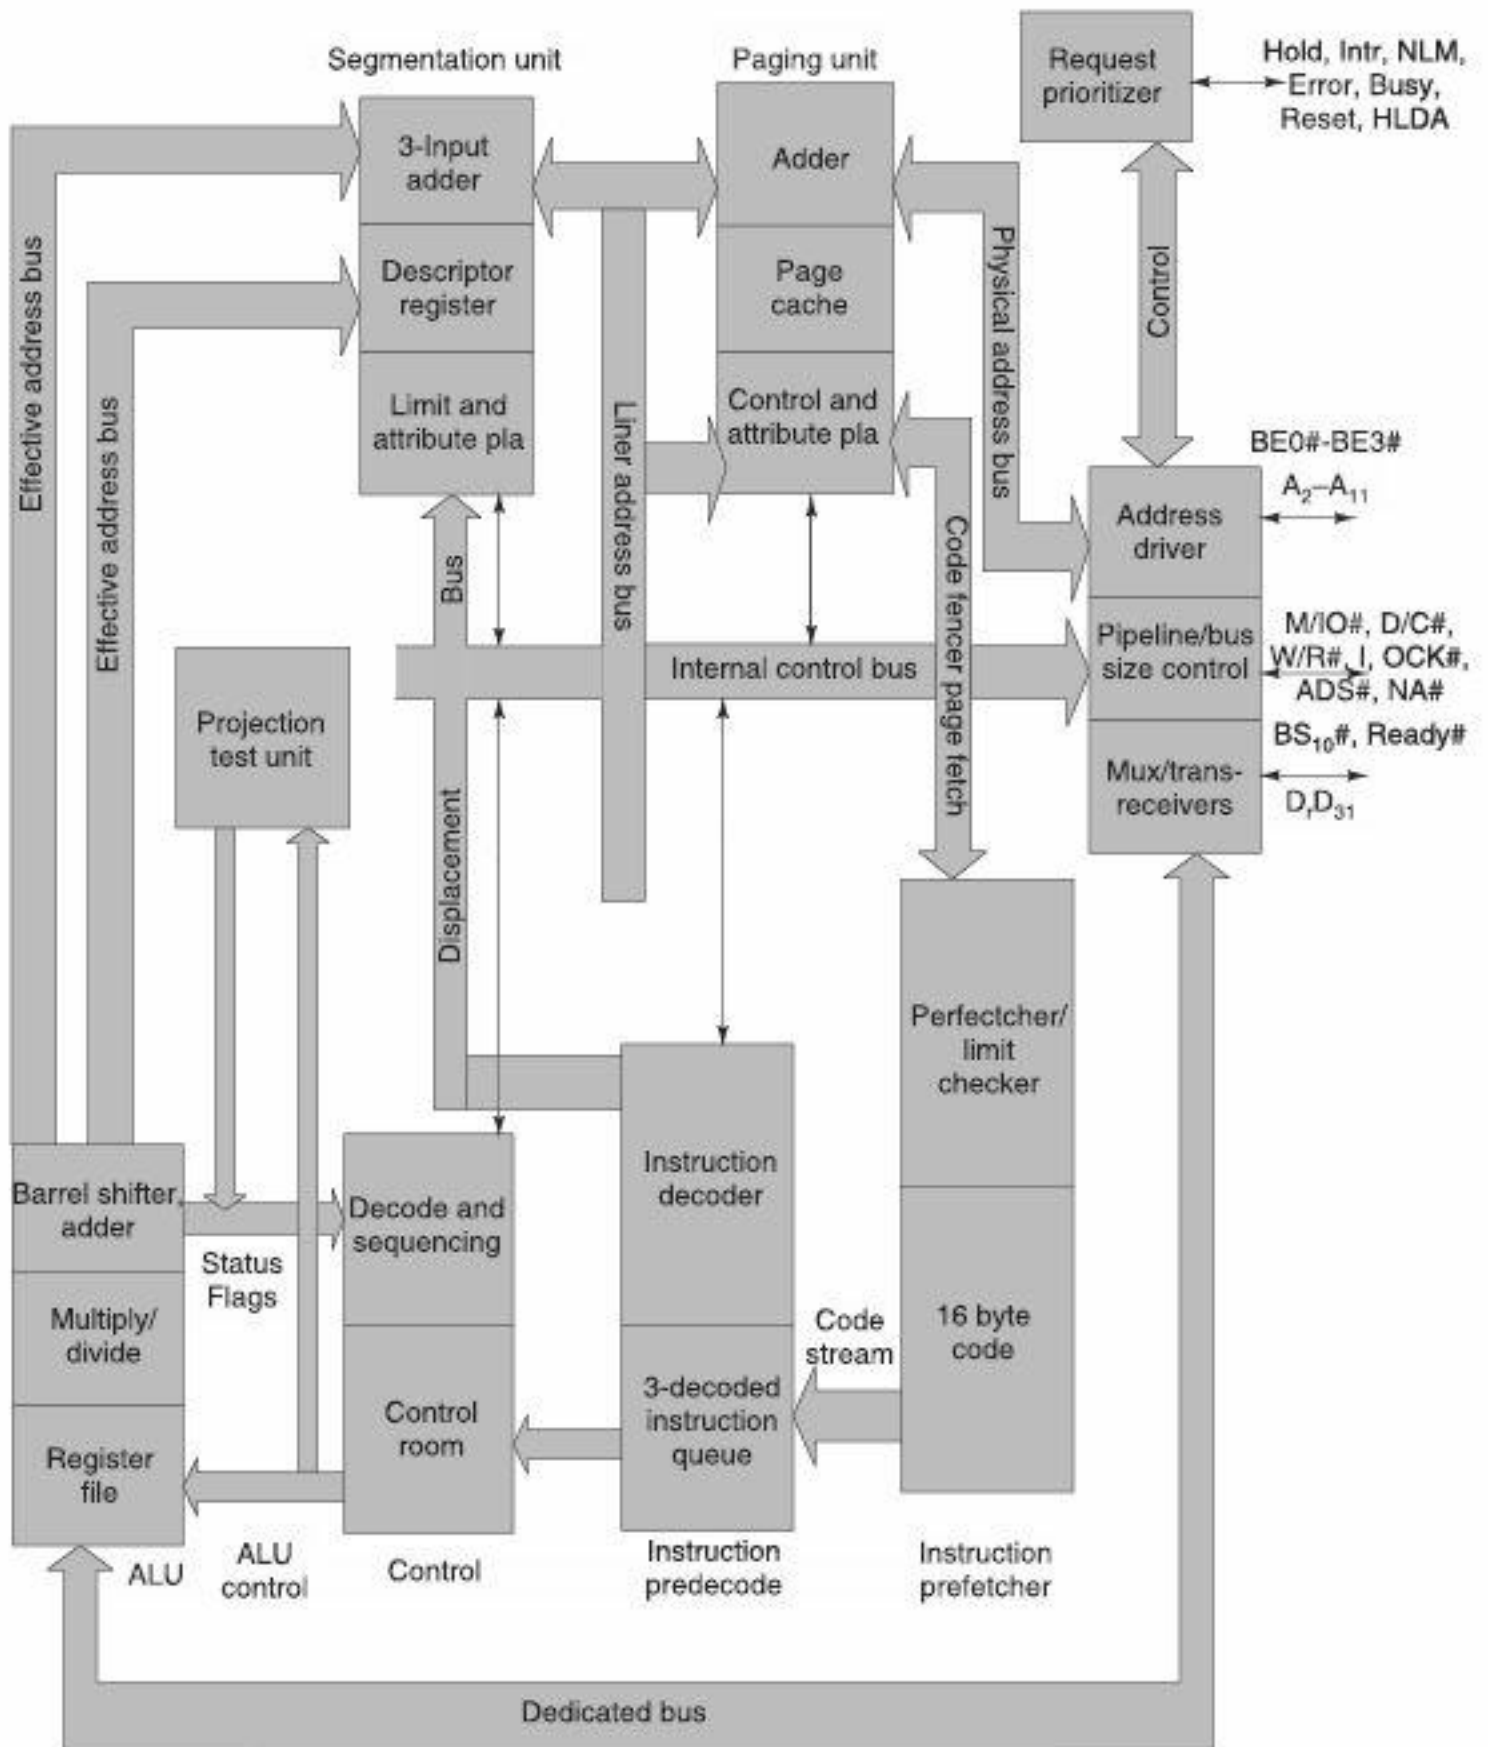 Segmentation unit
Paging unit
Request
prioritizer
Hold, Intr, NLM,
Error, Busy,
Reset, HLDA
3-Input
adder
Adder
Descriptor
register
Page
cache
Limit and
attribute pla
Control and
attribute pla
Effective address bus
Effective address bus
Liner address bus
Physical address bus
Control
BE0#-BE3#
A2–A11
Address
driver
Bus
Code fencer page fetch
Internal control bus
Pipeline/bus
size control
M/IO#, D/C#,
W/R#, I, OCK#,
ADS#, NA#
BS10#, Ready#
Mux/trans-
receivers
D,D31
Projection
test unit
Displacement
Perfectcher/
limit
checker
Barrel shifter,
adder
Decode and
sequencing
Instruction
decoder
Status
Flags
Multiply/
divide
Control
room
3-decoded
instruction
queue
Code
stream
16 byte
code
Register
file
ALU
ALU
control
Control
Instruction
predecode
Instruction
prefetcher
Dedicated bus